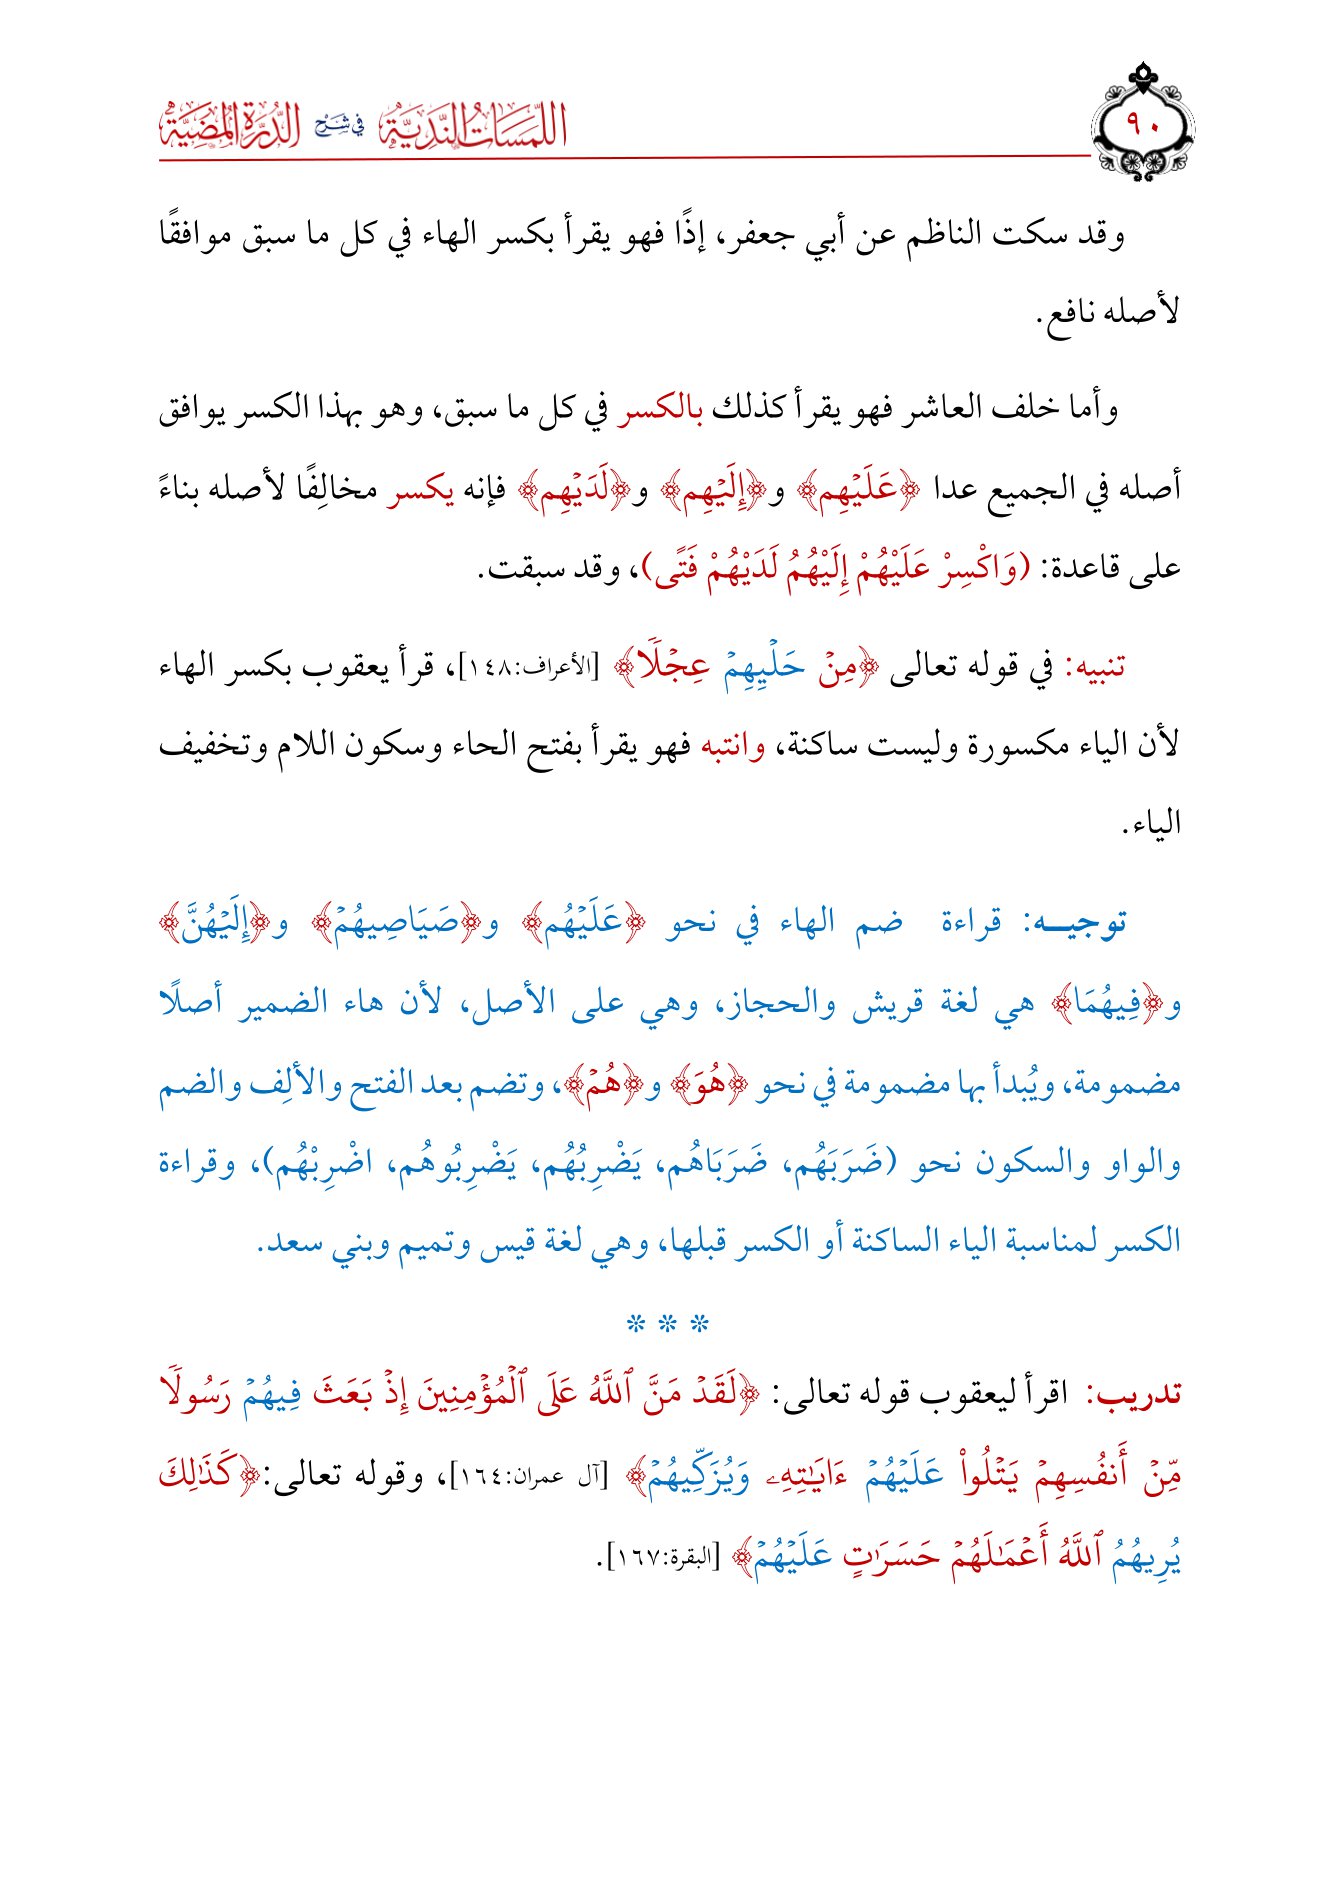 ٩٠
اللَّمَسَاتُ النَّدِيَّةُ فِي شَرْحِ الدُّرَّةِ المُضِيَّةِ
وقد سكت الناظم عن أبي جعفر، إذًا فهو يقرأ بكسر الهاء في كل ما سبق موافقًا
لأصله نافع.
وأما خلف العاشر فهو يقرأ كذلك بالكسر في كل ما سبق، وهو بهذا الكسر يوافق
أصله في الجميع عدا ﴿عَلَيۡهِم﴾ و﴿إِلَيۡهِم﴾ و﴿لَدَيۡهِم﴾ فإنه يكسر مخالِفًا لأصله بناءً
على قاعدة: (وَاكْسِرْ عَلَيْهُمْ إِلَيْهُمُ لَدَيْهُمْ فَتًى)، وقد سبقت.
تنبيه: في قوله تعالى ﴿مِنۡ حَلۡيِهِمۡ عِجۡلٗا﴾ [الأعراف:١٤٨]، قرأ يعقوب بكسر الهاء
لأن الياء مكسورة وليست ساكنة، وانتبه فهو يقرأ بفتح الحاء وسكون اللام وتخفيف
الياء.
توجيـــه: قراءة ضم الهاء في نحو ﴿عَلَيۡهُم﴾ و﴿صَيَاصِيهُمۡ﴾ و﴿إِلَيۡهُنَّ﴾
و﴿فِيهُمَا﴾ هي لغة قريش والحجاز، وهي على الأصل، لأن هاء الضمير أصلًا
مضمومة، ويُبدأ بها مضمومة في نحو ﴿هُوَ﴾ و﴿هُمۡ﴾، وتضم بعد الفتح والألِف والضم
والواو والسكون نحو (ضَرَبَهُم، ضَرَبَاهُم، يَضْرِبُهُم، يَضْرِبُوهُم، اضْرِبْهُم)، وقراءة
الكسر لمناسبة الياء الساكنة أو الكسر قبلها، وهي لغة قيس وتميم وبني سعد.
* * *
تدريب: اقرأ ليعقوب قوله تعالى: ﴿لَقَدۡ مَنَّ ٱللَّهُ عَلَى ٱلۡمُؤۡمِنِينَ إِذۡ بَعَثَ فِيهُمۡ رَسُولٗا
مِّنۡ أَنفُسِهِمۡ يَتۡلُواْ عَلَيۡهُمۡ ءَايَٰتِهِۦ وَيُزَكِّيهُمۡ﴾ [آل عمران:١٦٤]، وقوله تعالى:﴿كَذَٰلِكَ
يُرِيهُمُ ٱللَّهُ أَعۡمَٰلَهُمۡ حَسَرَٰتٍ عَلَيۡهُمۡ﴾ [البقرة:١٦٧].